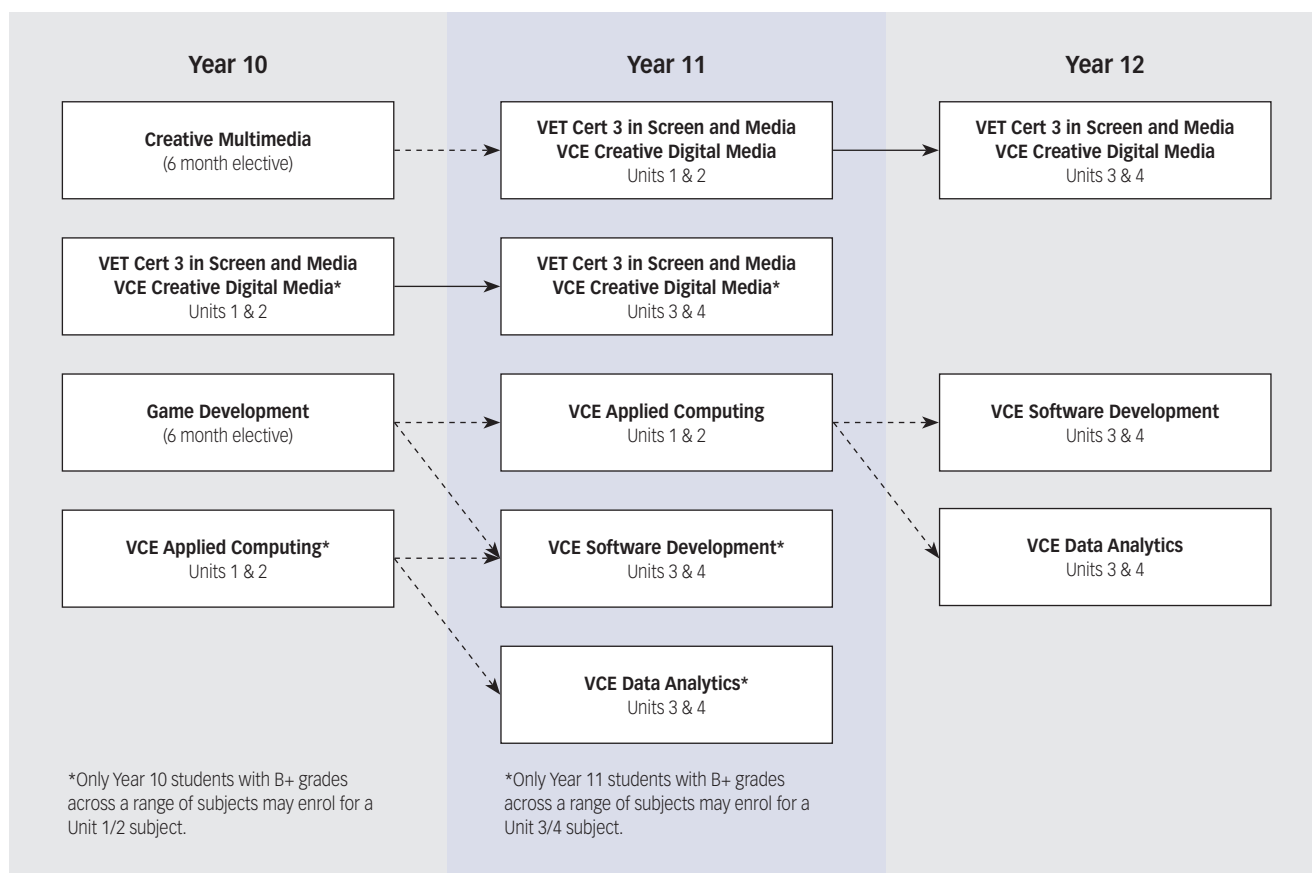 Year 10
Creative Multimedia
(6 month elective)
VET Cert 3 in Screen and Media
VCE Creative Digital Media*
Units 1 & 2
Game Development
(6 month elective)
VCE Applied Computing*
Units 1 & 2
*Only Year 10 students with B+ grades
across a range of subjects may enrol for a
Unit 1/2 subject.
Year 11
VET Cert 3 in Screen and Media
VCE Creative Digital Media
Units 1 & 2
VET Cert 3 in Screen and Media
VCE Creative Digital Media*
Units 3 & 4
VCE Applied Computing
Units 1 & 2
VCE Software Development*
Units 3 & 4
VCE Data Analytics*
Units 3 & 4
*Only Year 11 students with B+ grades
across a range of subjects may enrol for a
Unit 3/4 subject.
Year 12
VET Cert 3 in Screen and Media
VCE Creative Digital Media
Units 3 & 4
VCE Software Development
Units 3 & 4
VCE Data Analytics
Units 3 & 4